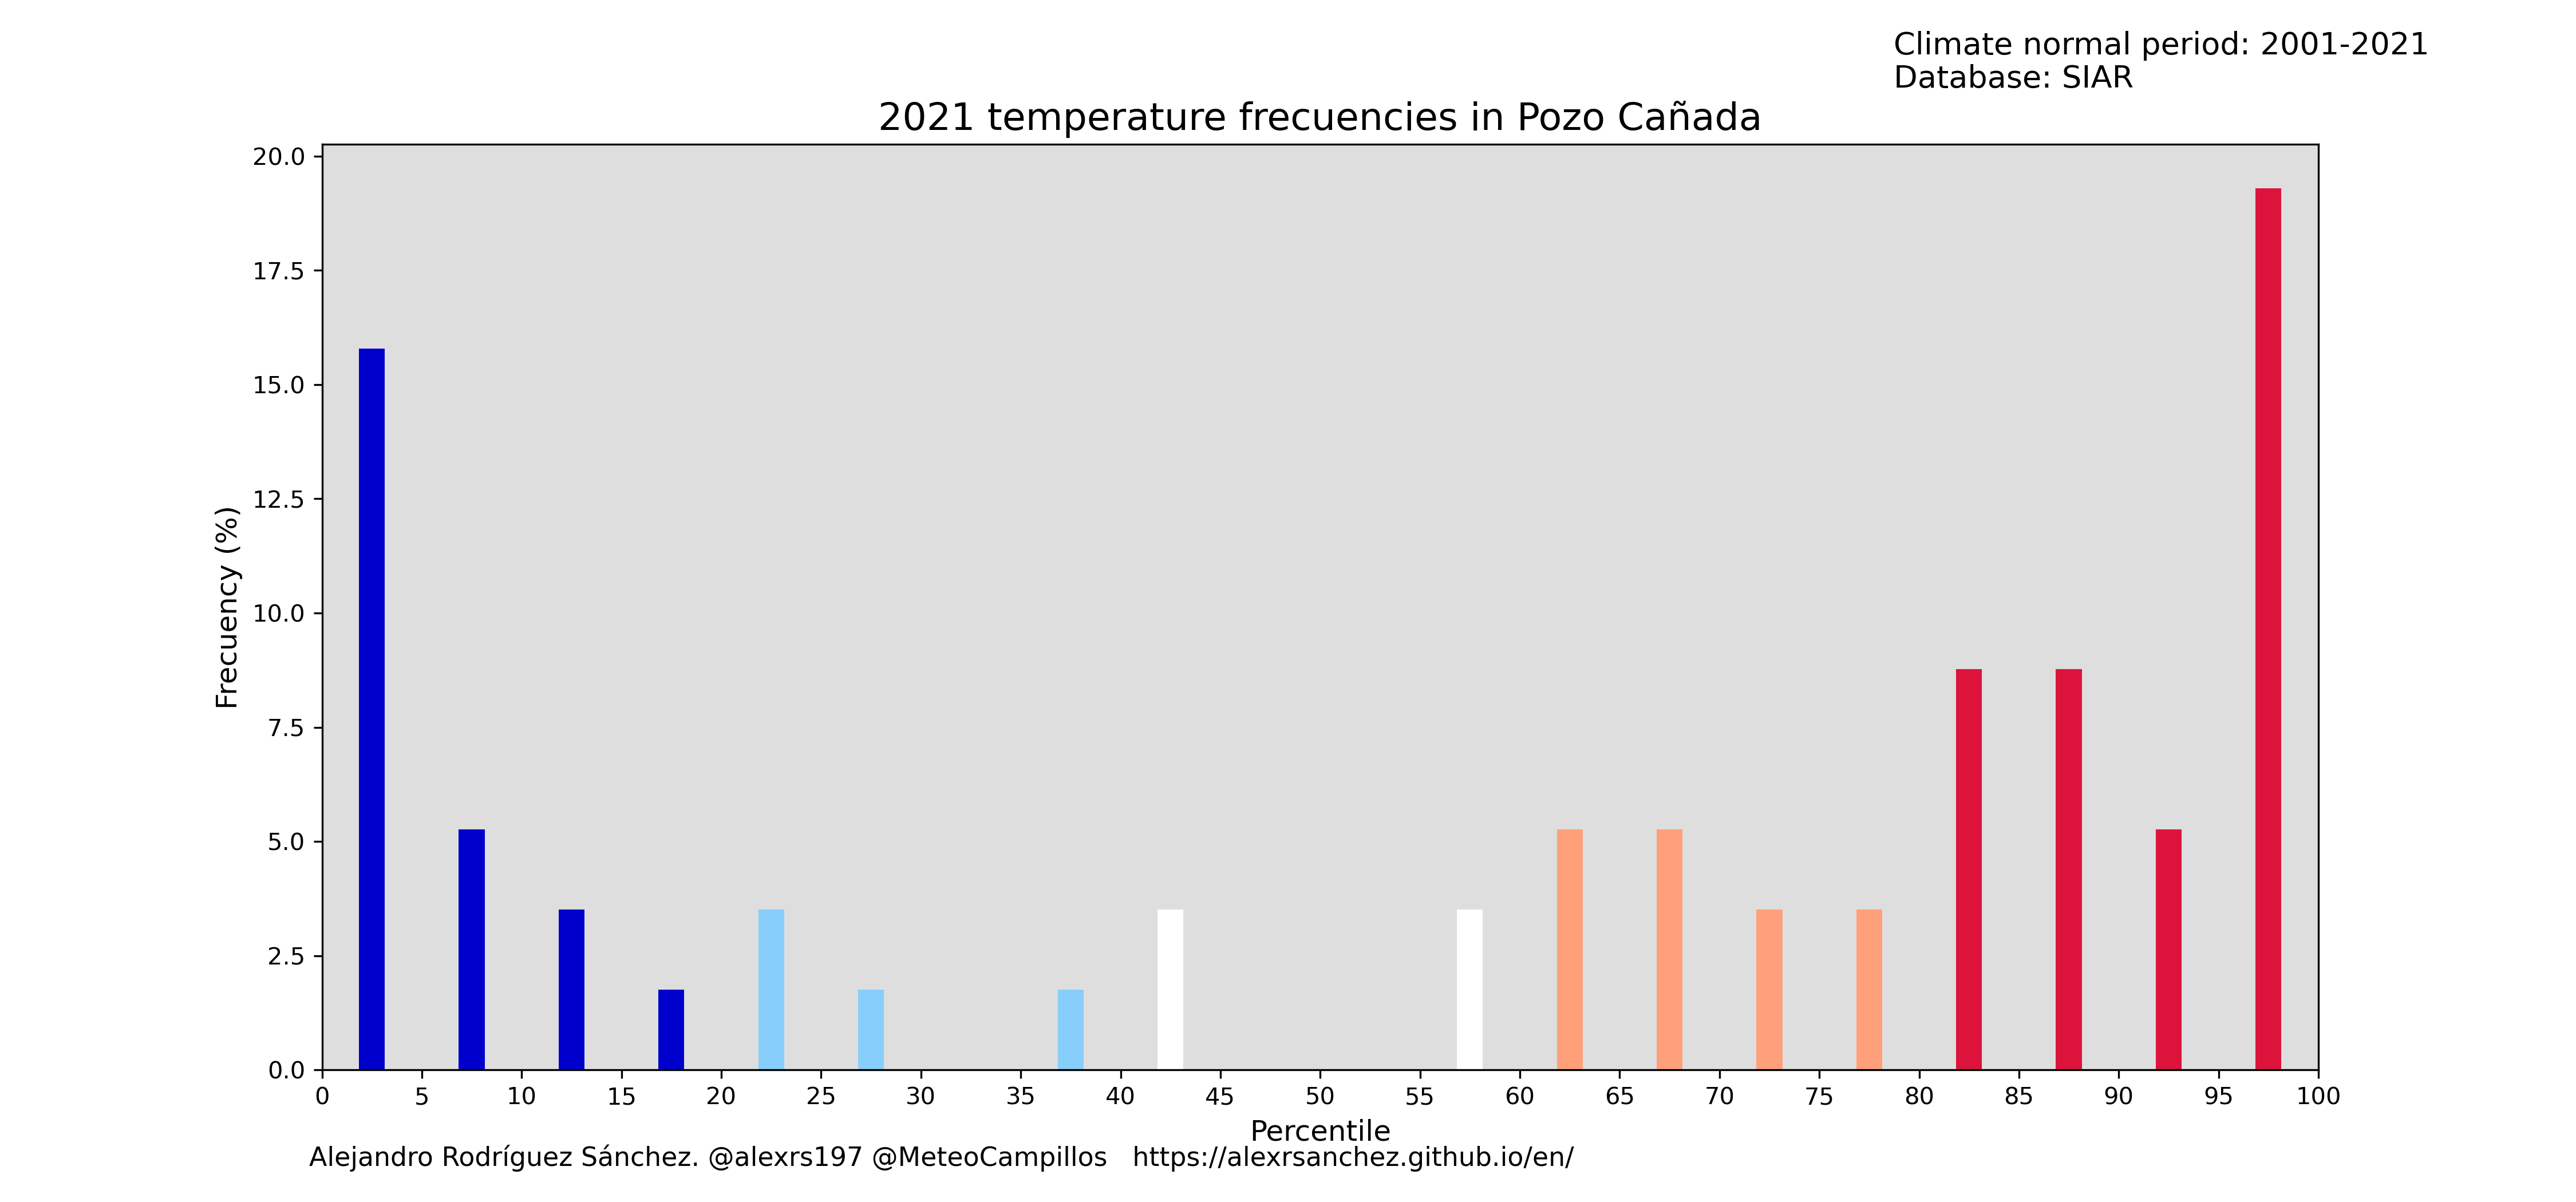 Climate normal period: 2001-2021
Database: SIAR
2021 temperature frecuencies in Pozo Cañada
20.0
17.5
15.0
12.5
10.0
7.5
5.0
2.5
0.0
Frecuency (%)
0 5 10 15 20 25 30 35 40 45 50 55 60 65 70 75 80 85 90 95 100
Percentile
Alejandro Rodríguez Sánchez. @alexrs197 @MeteoCampillos https://alexrsanchez.github.io/en/